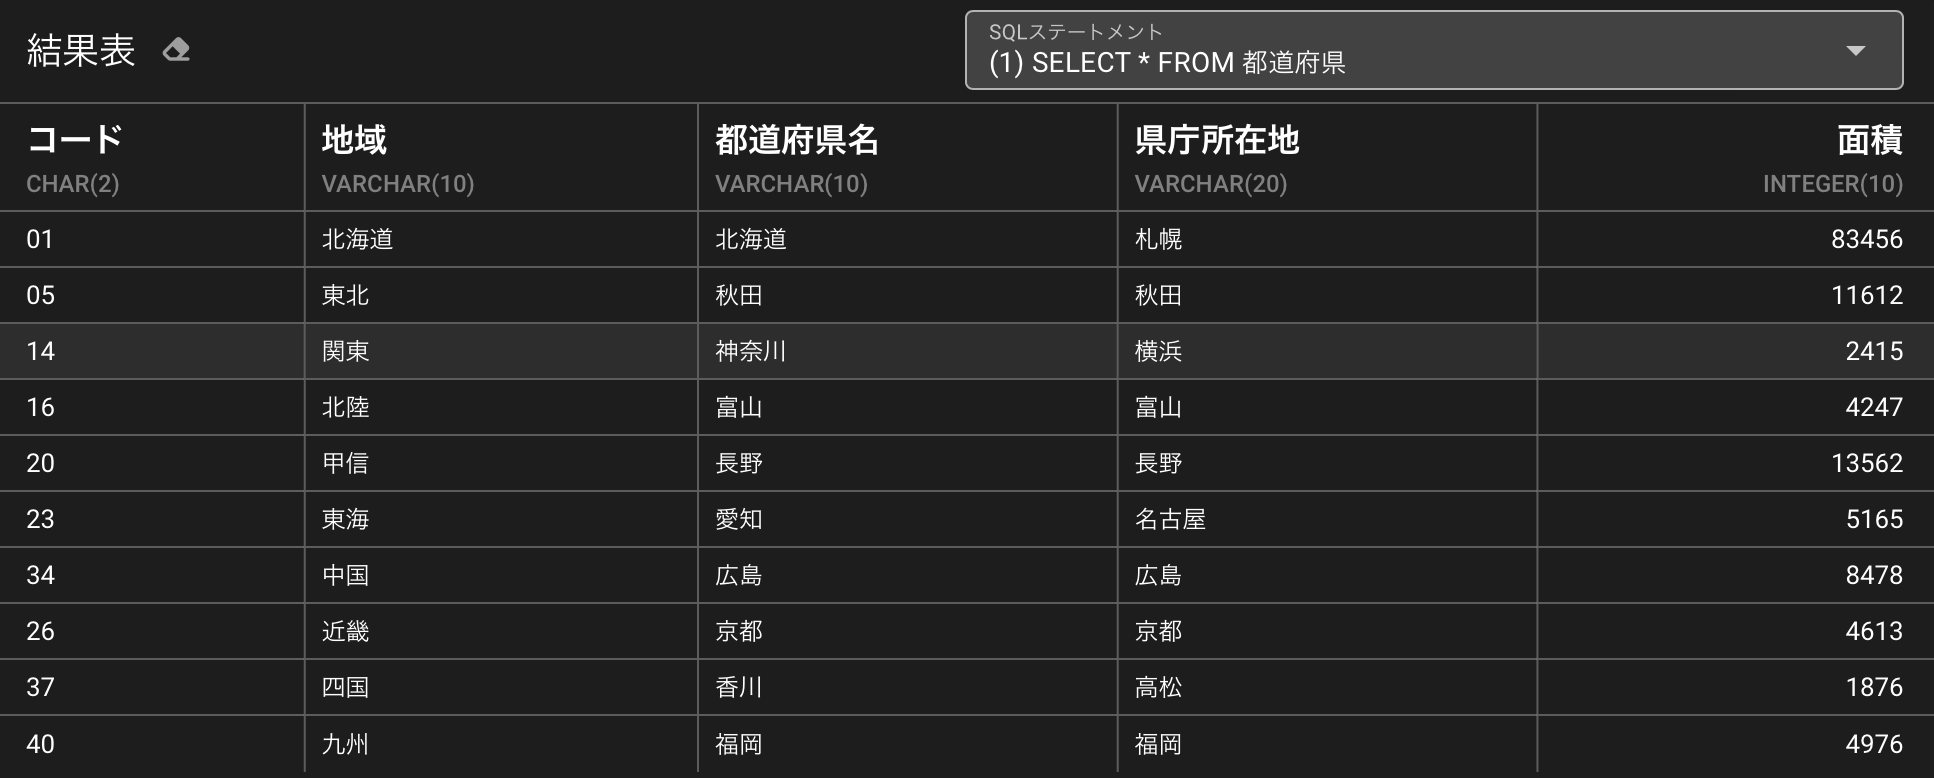 結果表
SQLステートメント
(1) SELECT * FROM 都道府県
コード 地域 都道府県名 県庁所在地 面積
CHAR(2) VARCHAR(10) VARCHAR(10) VARCHAR(20) INTEGER(10)
01 北海道 北海道 札幌 83456
05 東北 秋田 秋田 11612
14 関東 神奈川 横浜 2415
16 北陸 富山 富山 4247
20 甲信 長野 長野 13562
23 東海 愛知 名古屋 5165
34 中国 広島 広島 8478
26 近畿 京都 京都 4613
37 四国 香川 高松 1876
40 九州 福岡 福岡 4976